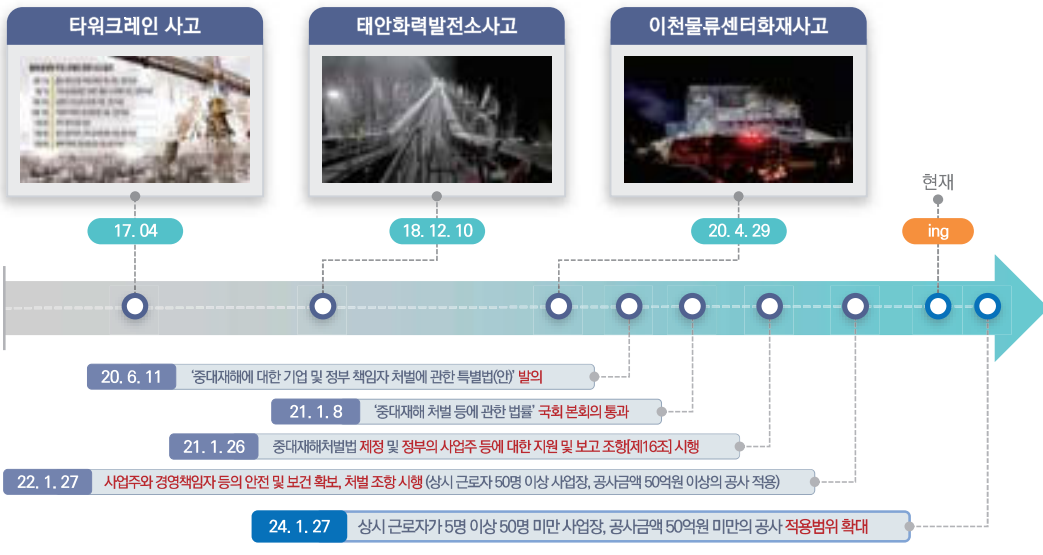 타워크레인 사고
태안화력발전소사고
이천물류센터화재사고
현재
17. 04
18. 12. 10
20. 4. 29
ing
20. 6. 11 '중대재해에 대한 기업 및 정부 책임자 처벌에 관한 특별법(안)' 발의
21. 1. 8 '중대재해 처벌 등에 관한 법률' 국회 본회의 통과
21. 1. 26 중대재해처벌법 제정 및 정부의 사업주 등에 대한 지원 및 보고 조항[제16조] 시행
22. 1. 27 사업주와 경영책임자 등의 안전 및 보건 확보, 처벌 조항 시행 (상시 근로자 50명 이상 사업장, 공사금액 50억원 이상의 공사 적용)
24. 1. 27 상시 근로자가 5명 이상 50명 미만 사업장, 공사금액 50억원 미만의 공사 적용범위 확대